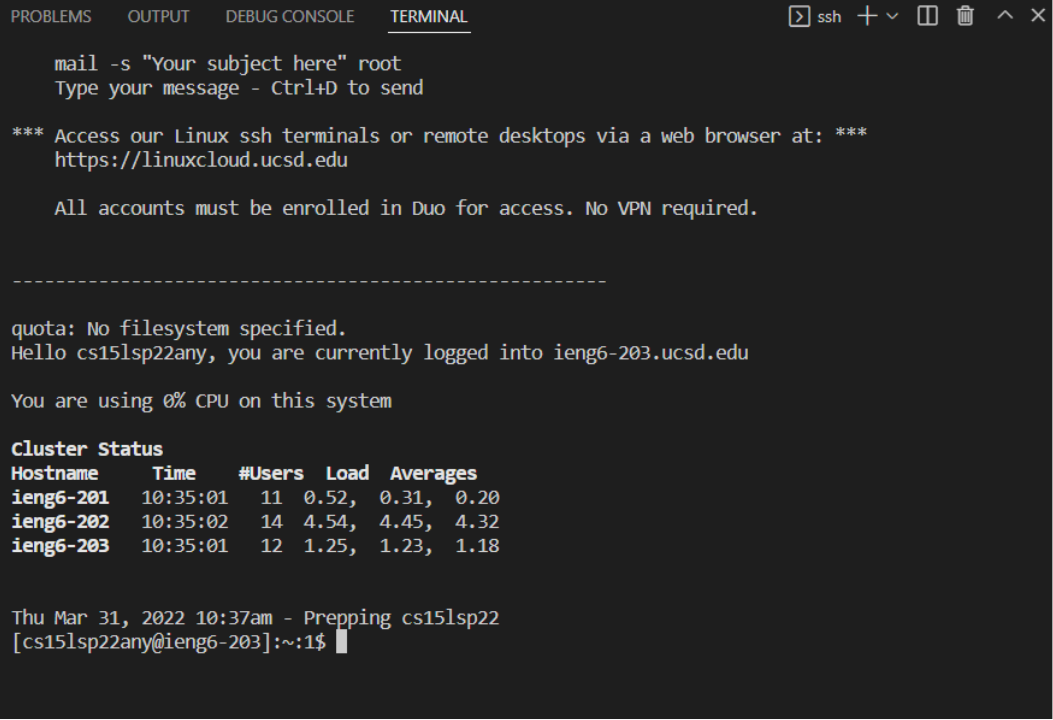 PROBLEMS OUTPUT DEBUG CONSOLE TERMINAL ssh
mail -s "Your subject here" root
Type your message - Ctrl+D to send
*** Access our Linux ssh terminals or remote desktops via a web browser at: ***
https://linuxcloud.ucsd.edu
All accounts must be enrolled in Duo for access. No VPN required.
-------------------------------------------------------
quota: No filesystem specified.
Hello cs15lsp22any, you are currently logged into ieng6-203.ucsd.edu
You are using 0% CPU on this system
Cluster Status
Hostname Time #Users Load Averages
ieng6-201 10:35:01 11 0.52, 0.31, 0.20
ieng6-202 10:35:02 14 4.54, 4.45, 4.32
ieng6-203 10:35:01 12 1.25, 1.23, 1.18
Thu Mar 31, 2022 10:37am - Prepping cs15lsp22
[cs15lsp22any@ieng6-203]:~:1$